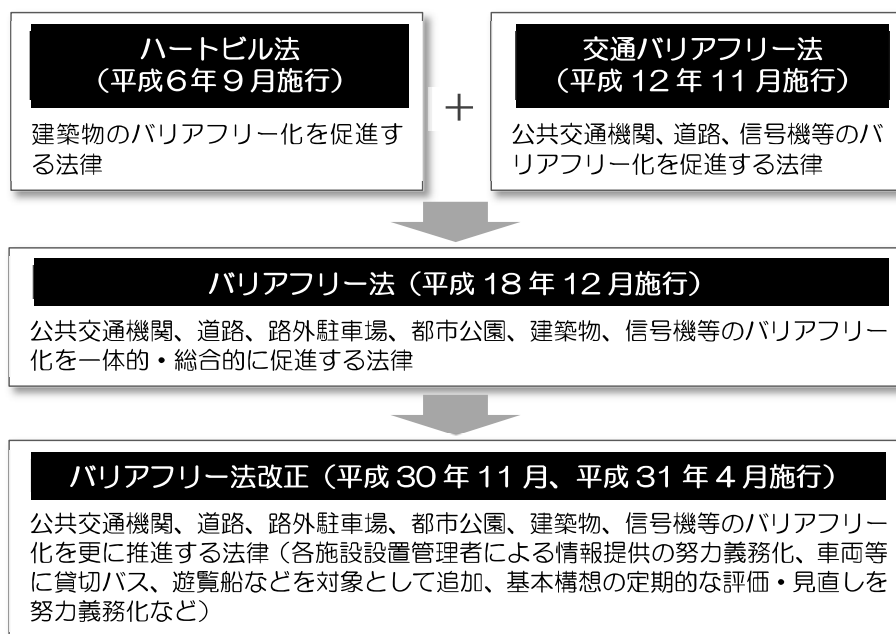 ハートビル法
（平成6年9月施行）
建築物のバリアフリー化を促進す
る法律
＋
交通バリアフリー法
（平成12年11月施行）
公共交通機関、道路、信号機等のバ
リアフリー化を促進する法律
バリアフリー法（平成18年12月施行）
公共交通機関、道路、路外駐車場、都市公園、建築物、信号機等のバリアフリー
化を一体的・総合的に促進する法律
バリアフリー法改正（平成30年11月、平成31年4月施行）
公共交通機関、道路、路外駐車場、都市公園、建築物、信号機等のバリアフリー
化を更に推進する法律（各施設設置管理者による情報提供の努力義務化、車両等
に貸切バス、遊覧船などを対象として追加、基本構想の定期的な評価・見直しを
努力義務化など）